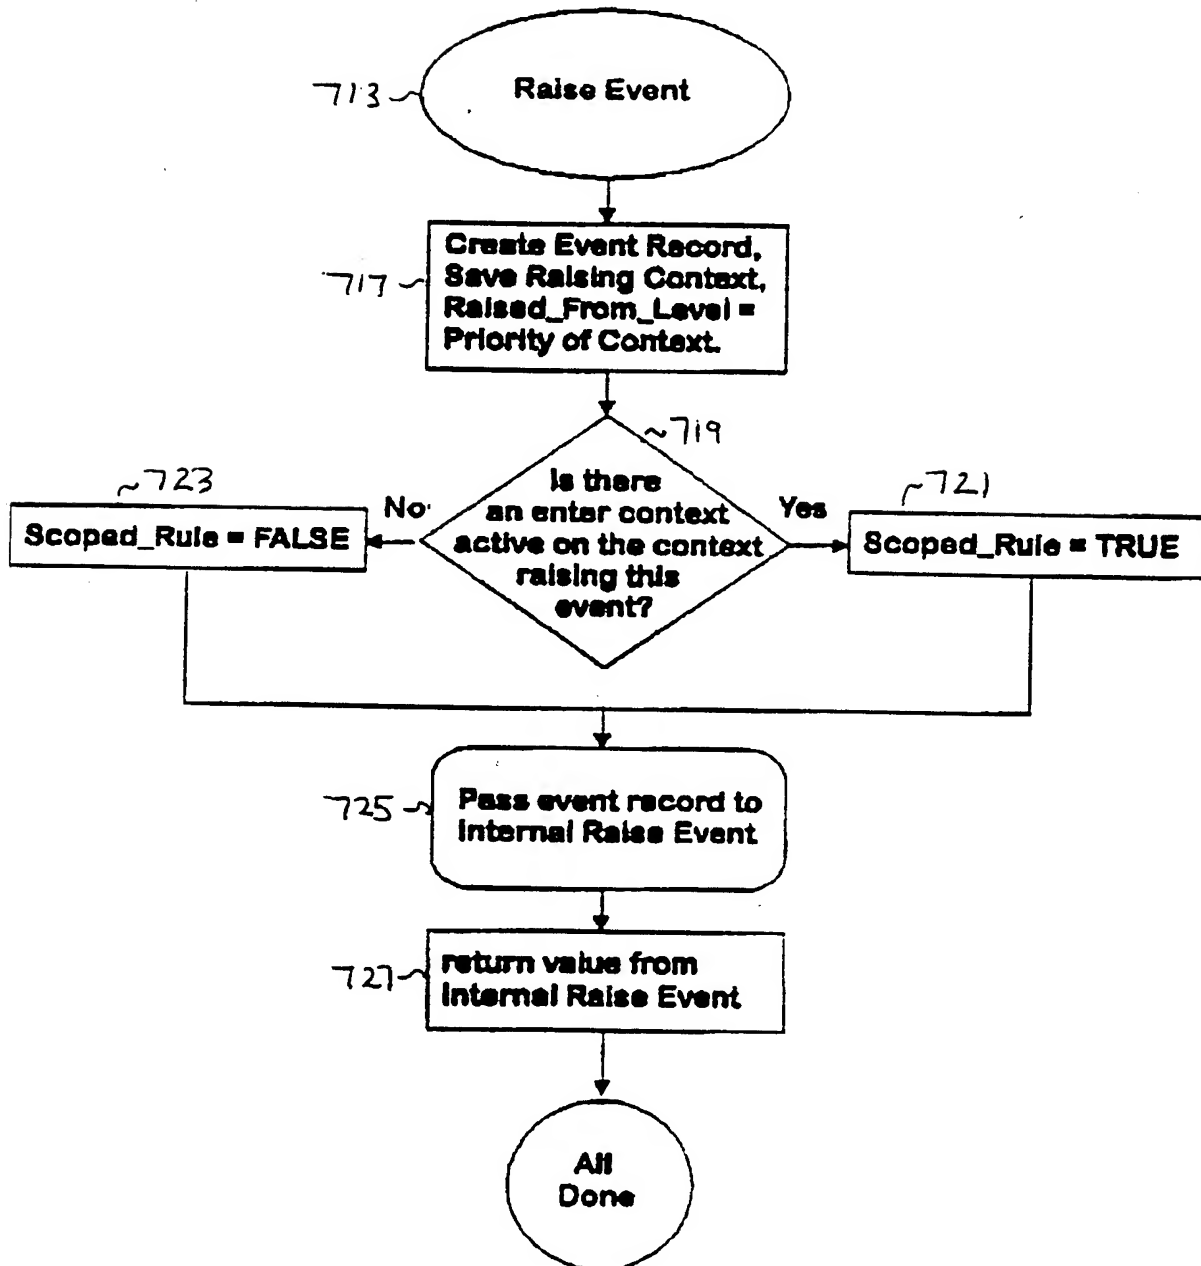 713
Raise Event
717
Create Event Record,
Save Raising Context,
Raised_From_Level =
Priority of Context.
719
Is there
an enter context
active on the context
raising this
event?
No
Yes
723
Scoped_Rule = FALSE
721
Scoped_Rule = TRUE
725
Pass event record to
Internal Raise Event
727
return value from
Internal Raise Event
All
Done